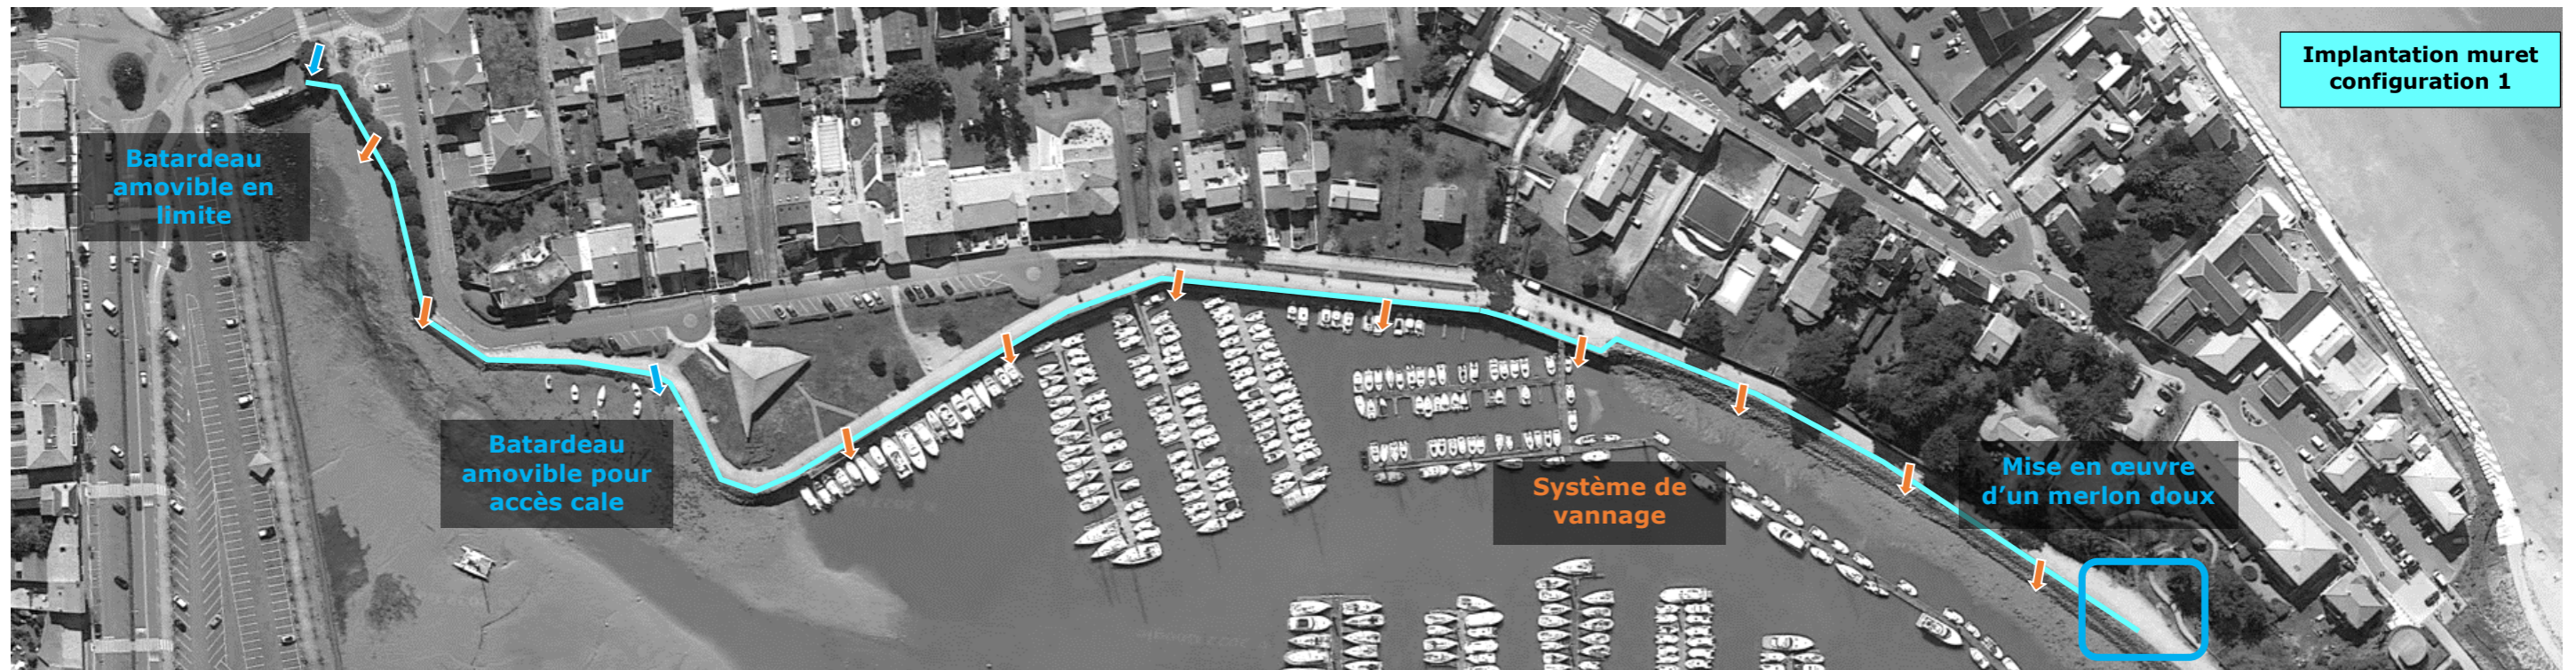 Implantation muret
configuration 1
Batardeau
amovible en
limite
Batardeau
amovible pour
accès cale
Système de
vannage
Mise en œuvre
d'un merlon doux